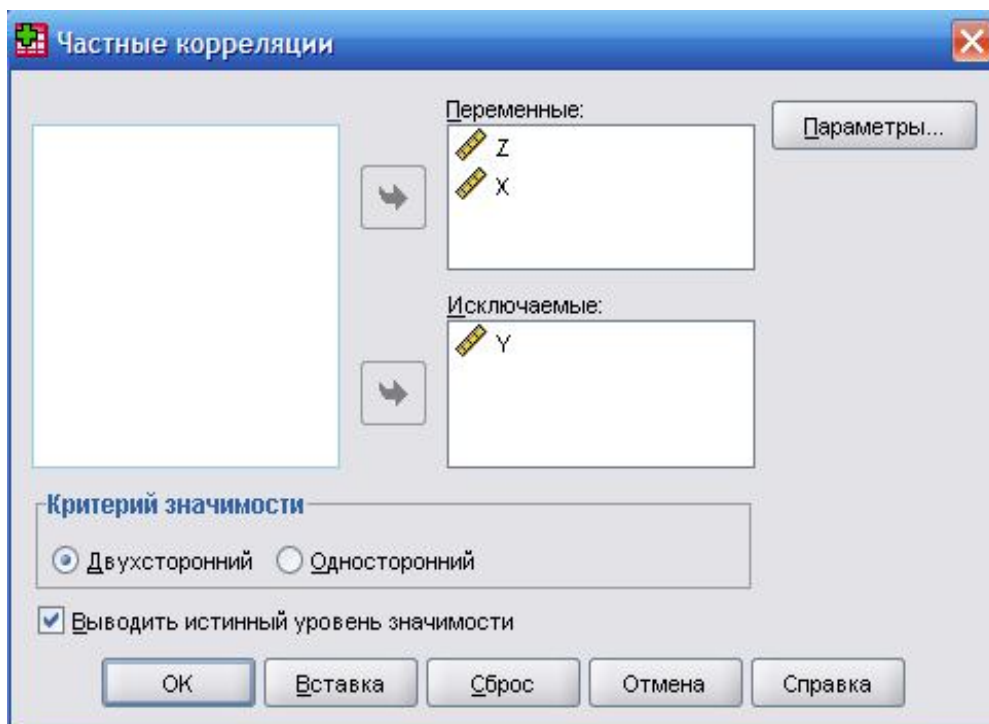 Частные корреляции
Переменные:
Z
X
Параметры...
Исключаемые:
Y
Критерий значимости
Двухсторонний Односторонний
Выводить истинный уровень значимости
OK Вставка Сброс Отмена Справка